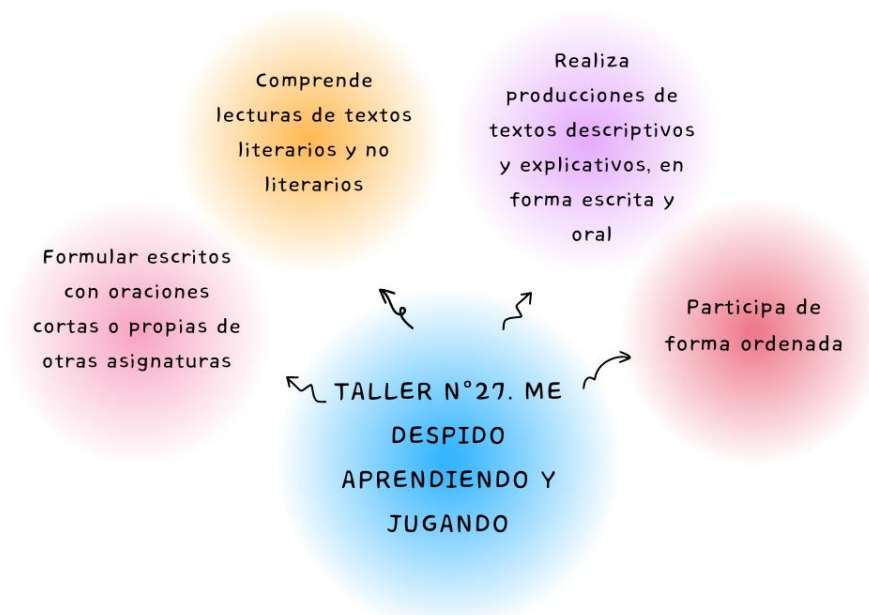 Comprende
lecturas de textos
literarios y no
literarios
Realiza
producciones de
textos descriptivos
y explicativos, en
forma escrita y
oral
Formular escritos
con oraciones
cortas o propias de
otras asignaturas
Participa de
forma ordenada
TALLER N°27. ME
DESPIDO
APRENDIENDO Y
JUGANDO